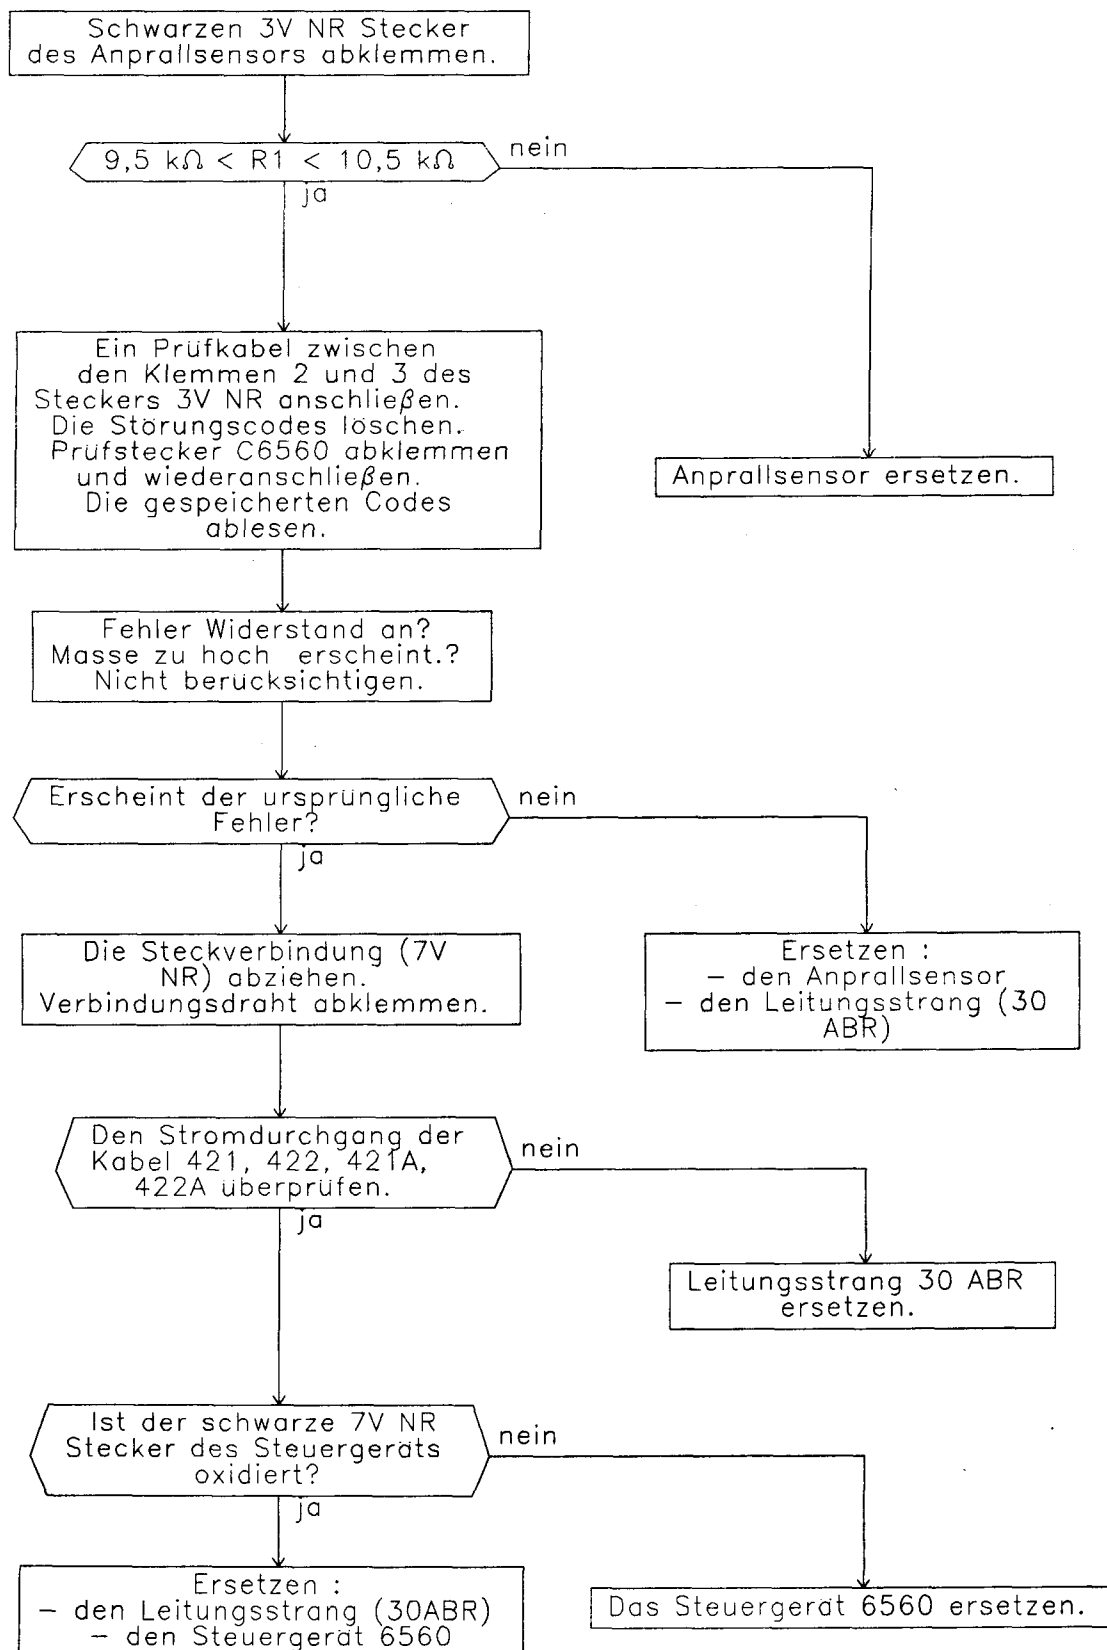 Schwarzen 3V NR Stecker
des Anprallsensors abklemmen.
9,5 kΩ < R1 < 10,5 kΩ
nein
ja
Ein Prüfkabel zwischen
den Klemmen 2 und 3 des
Steckers 3V NR anschließen.
Die Störungscodes löschen.
Prüfstecker C6560 abklemmen
und wiederanschließen.
Die gespeicherten Codes
ablesen.
Anprallsensor ersetzen.
Fehler Widerstand an?
Masse zu hoch erscheint.?
Nicht berücksichtigen.
Erscheint der ursprüngliche
Fehler?
nein
ja
Die Steckverbindung (7V
NR) abziehen.
Verbindungsdraht abklemmen.
Ersetzen :
– den Anprallsensor
– den Leitungsstrang (30
ABR)
Den Stromdurchgang der
Kabel 421, 422, 421A,
422A überprüfen.
nein
ja
Leitungsstrang 30 ABR
ersetzen.
Ist der schwarze 7V NR
Stecker des Steuergeräts
oxidiert?
nein
ja
Ersetzen :
– den Leitungsstrang (30ABR)
– den Steuergerät 6560
Das Steuergerät 6560 ersetzen.